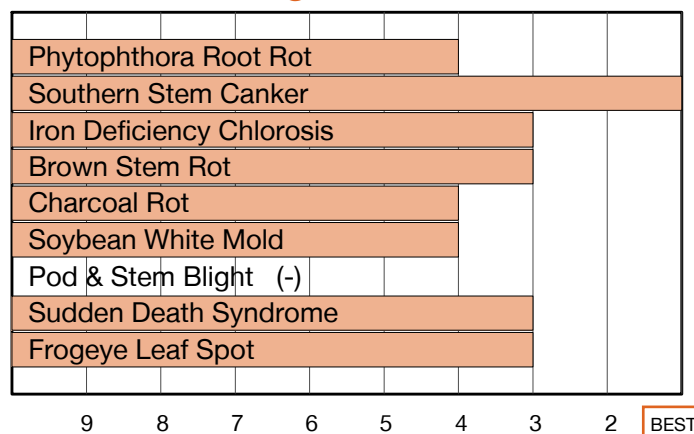 Phytophthora Root Rot
Southern Stem Canker
Iron Deficiency Chlorosis
Brown Stem Rot
Charcoal Rot
Soybean White Mold
Pod & Stem Blight (-)
Sudden Death Syndrome
Frogeye Leaf Spot
9 8 7 6 5 4 3 2 BEST